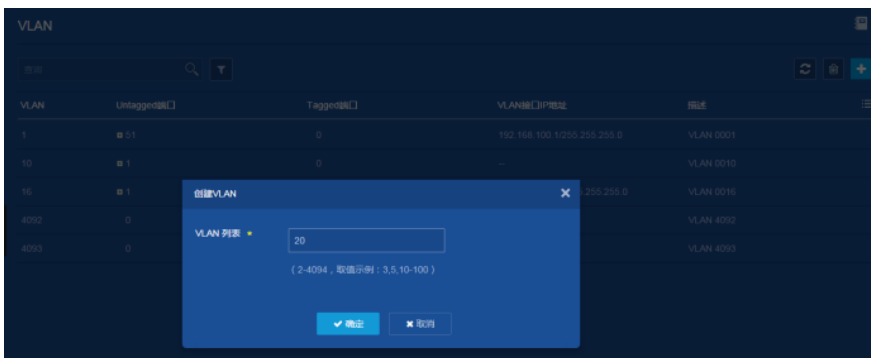 VLAN
查询
VLAN Untagged端口 Tagged端口 VLAN接口IP地址 描述
1 51 0 192.168.100.1/255.255.255.0 VLAN 0001
10 1 0 -- VLAN 0010
16 1 .255.255.0 VLAN 0016
4092 0 VLAN 4092
4093 0 VLAN 4093
创建VLAN
VLAN 列表
20
（2-4094，取值示例：3,5,10-100）
确定 取消